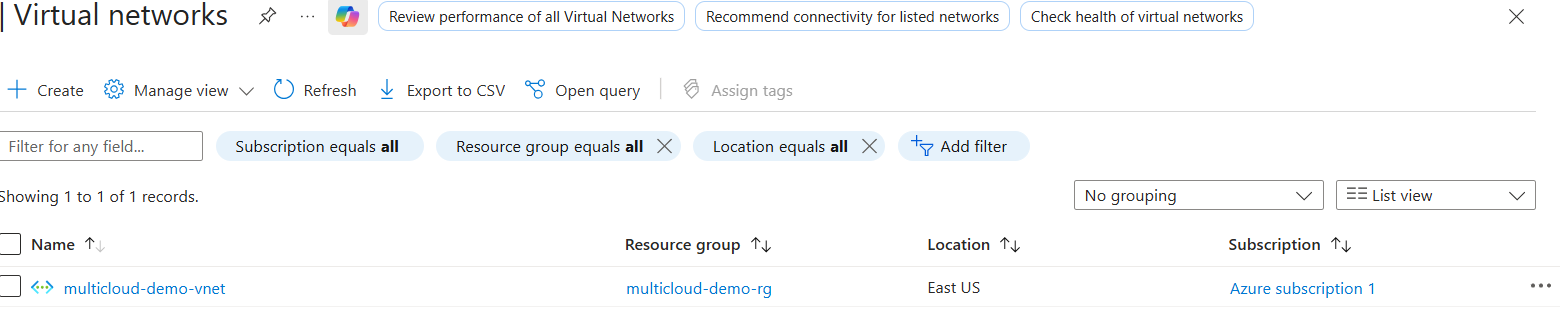 | Virtual networks ... Review performance of all Virtual Networks Recommend connectivity for listed networks Check health of virtual networks
Create Manage view Refresh Export to CSV Open query Assign tags
Filter for any field... Subscription equals all Resource group equals all Location equals all Add filter
Showing 1 to 1 of 1 records. No grouping List view
Name Resource group Location Subscription
multicloud-demo-vnet multicloud-demo-rg East US Azure subscription 1